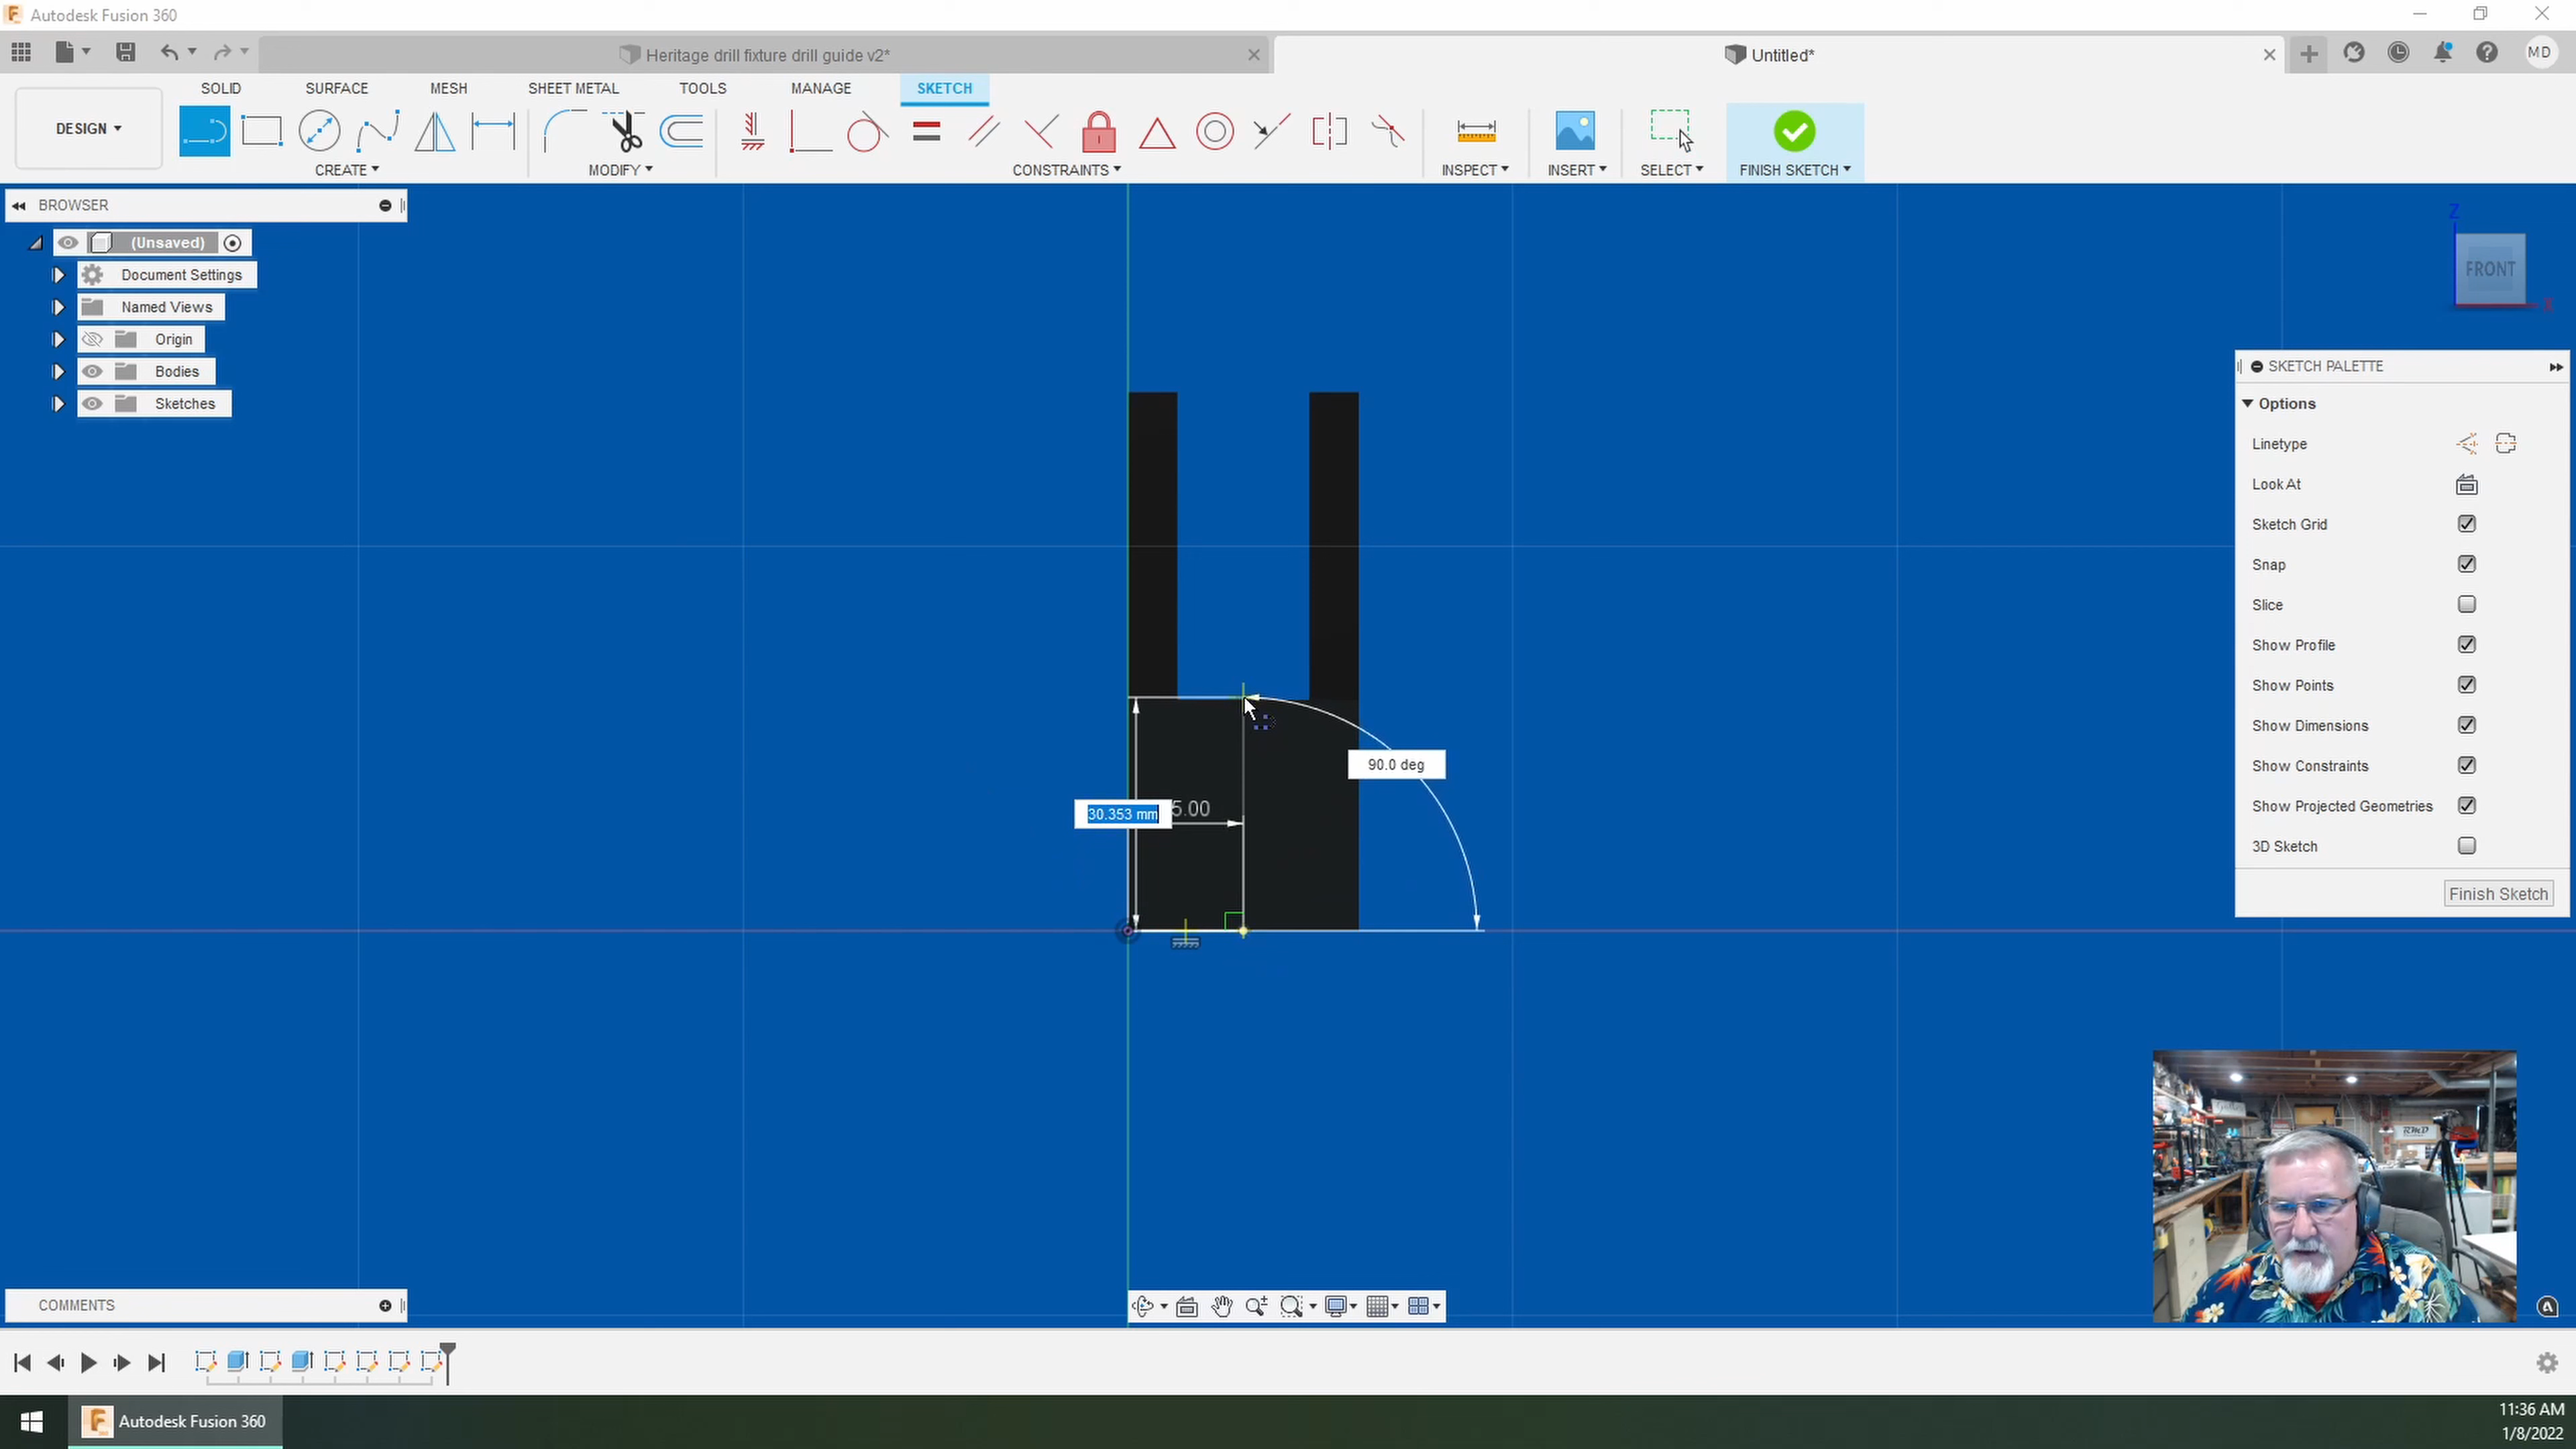 Autodesk Fusion 360
Heritage drill fixture drill guide v2*
Untitled*
MD
SOLID
SURFACE
MESH
SHEET METAL
TOOLS
MANAGE
SKETCH
DESIGN
CREATE
MODIFY
CONSTRAINTS
INSPECT
INSERT
SELECT
FINISH SKETCH
BROWSER
(Unsaved)
Document Settings
Named Views
Origin
Bodies
Sketches
Z
FRONT
X
SKETCH PALETTE
Options
Linetype
Look At
Sketch Grid
Snap
Slice
Show Profile
Show Points
Show Dimensions
Show Constraints
Show Projected Geometries
3D Sketch
Finish Sketch
90.0 deg
30.353 mm
5.00
RMD
COMMENTS
Autodesk Fusion 360
11:36 AM
1/8/2022